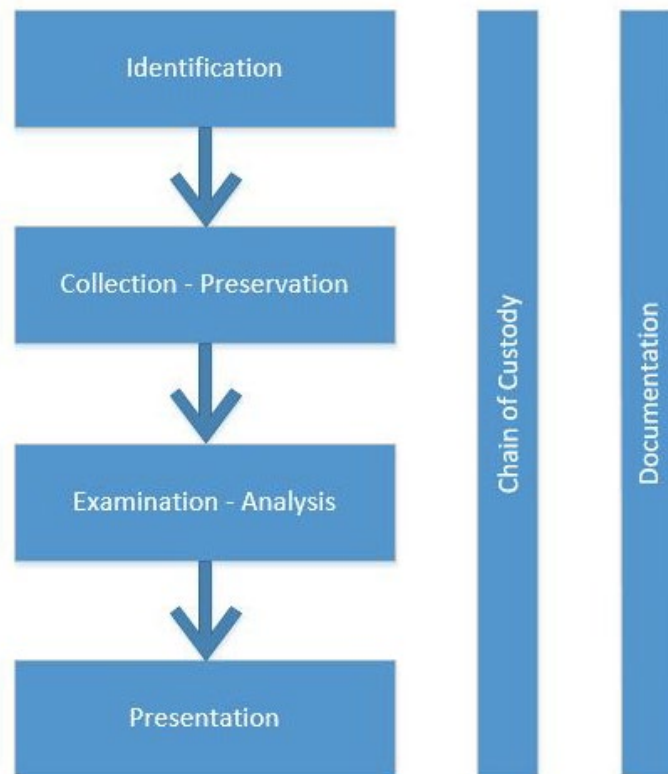 Identification
Collection - Preservation
Examination - Analysis
Presentation
Chain of Custody
Documentation